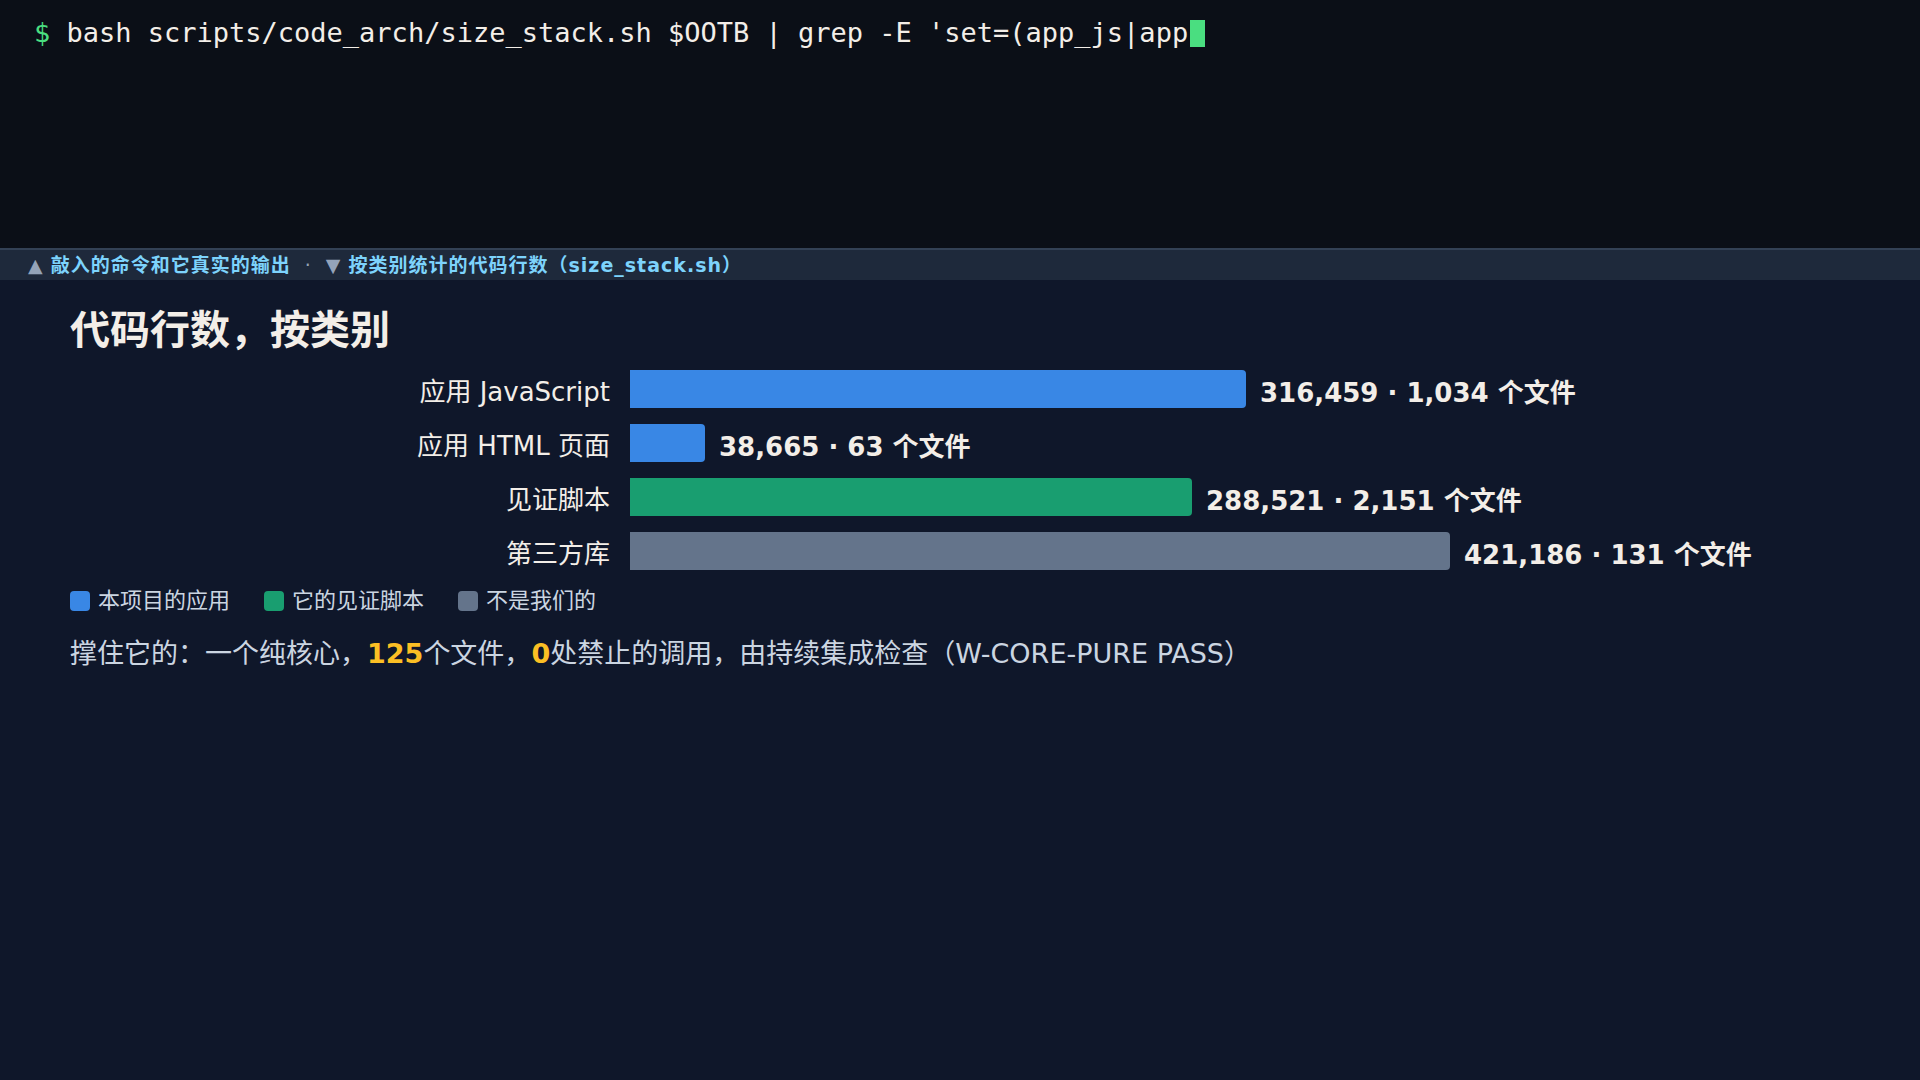 $ bash scripts/code_arch/size_stack.sh $OOTB | grep -E 'set=(app_js|app
▲ 敲入的命令和它真实的输出 · ▼ 按类别统计的代码行数（size_stack.sh）
代码行数，按类别
应用 JavaScript 316,459 · 1,034 个文件
应用 HTML 页面 38,665 · 63 个文件
见证脚本 288,521 · 2,151 个文件
第三方库 421,186 · 131 个文件
本项目的应用 它的见证脚本 不是我们的
撑住它的：一个纯核心，125个文件，0处禁止的调用，由持续集成检查（W-CORE-PURE PASS）